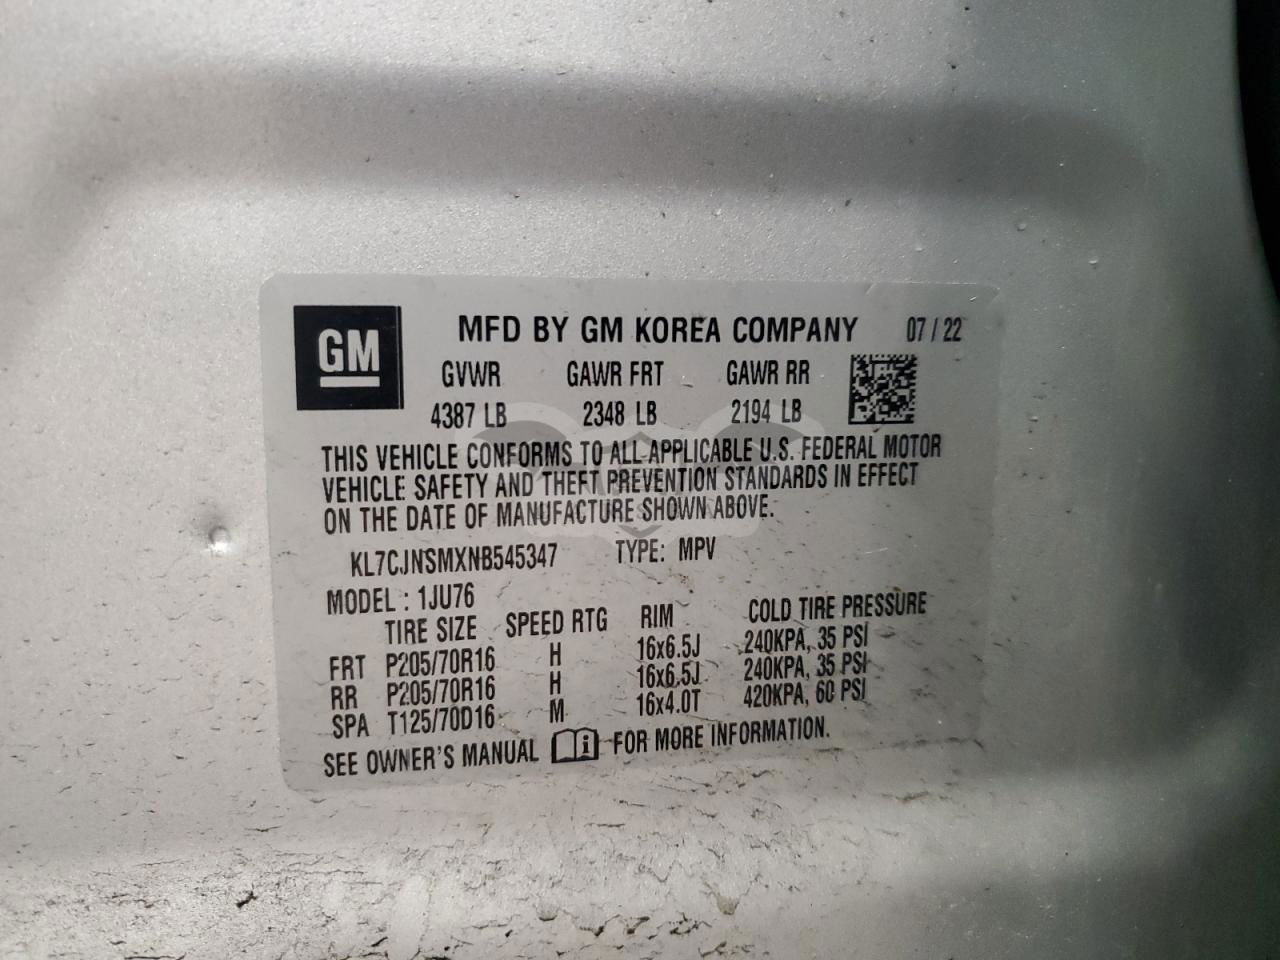 GM
MFD BY GM KOREA COMPANY 07 / 22
GVWR GAWR FRT GAWR RR
4387 LB 2348 LB 2194 LB
THIS VEHICLE CONFORMS TO ALL APPLICABLE U.S. FEDERAL MOTOR
VEHICLE SAFETY AND THEFT PREVENTION STANDARDS IN EFFECT
ON THE DATE OF MANUFACTURE SHOWN ABOVE.
KL7CJNSMXNB545347 TYPE: MPV
MODEL : 1JU76
TIRE SIZE SPEED RTG RIM COLD TIRE PRESSURE
FRT P205/70R16 H 16x6.5J 240KPA, 35 PSI
RR P205/70R16 H 16x6.5J 240KPA, 35 PSI
SPA T125/70D16 M 16x4.0T 420KPA, 60 PSI
SEE OWNER'S MANUAL FOR MORE INFORMATION.